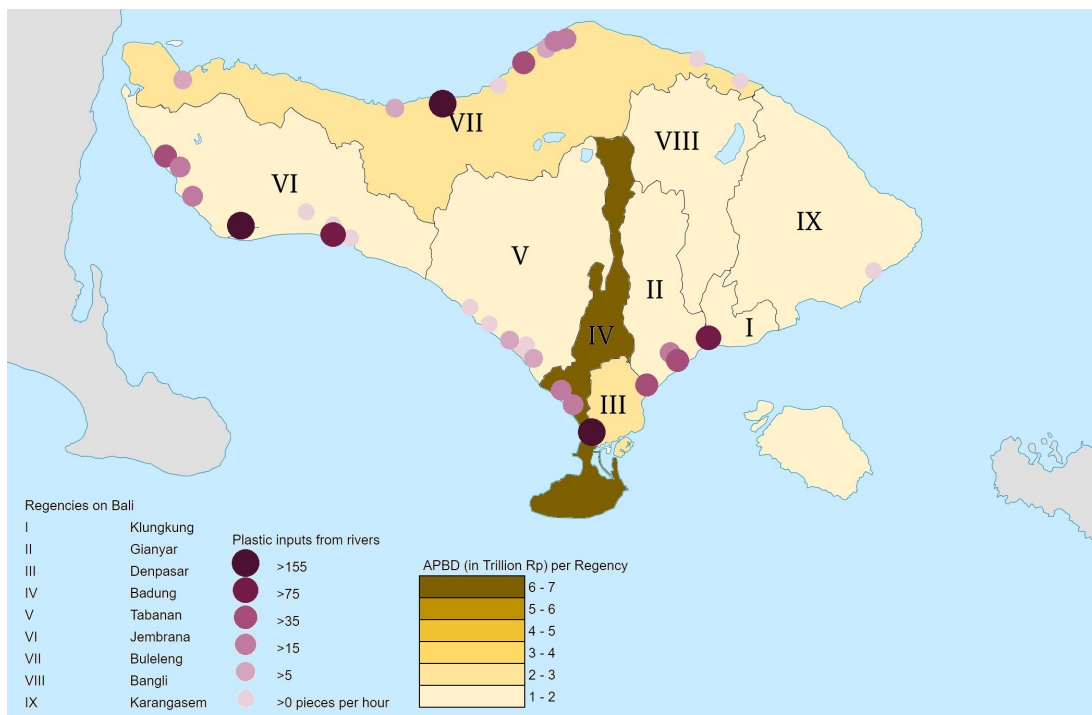 VII
VIII
VI
IX
V
II
IV
I
III
Regencies on Bali
I Klungkung
II Gianyar
III Denpasar
IV Badung
V Tabanan
VI Jembrana
VII Buleleng
VIII Bangli
IX Karangasem
Plastic inputs from rivers
>155
>75
>35
>15
>5
>0 pieces per hour
APBD (in Trillion Rp) per Regency
6 - 7
5 - 6
4 - 5
3 - 4
2 - 3
1 - 2